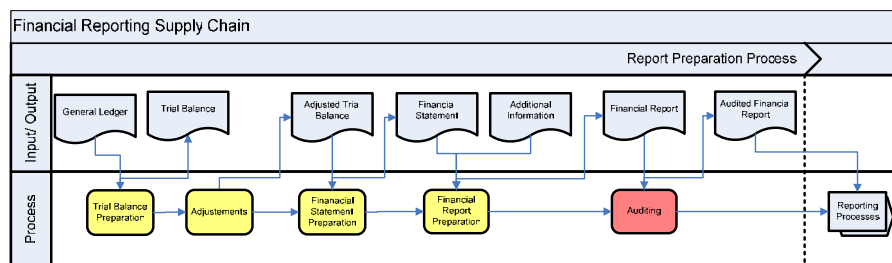 Financial Reporting Supply Chain
Report Preparation Process
Input/ Output
General Ledger
Trial Balance
Adjusted Tria
Balance
Financia
Statement
Additional
Information
Financial Report
Audited Financia
Report
Process
Trial Balance
Preparation
Adjustements
Finanacial
Statement
Preparation
Financial
Report
Preparation
Auditing
Reporting
Processes